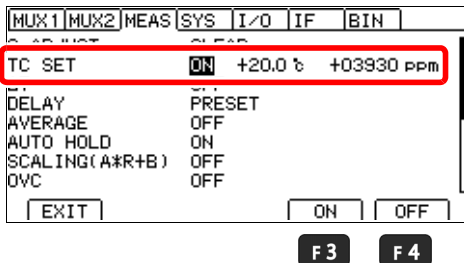 MUX1 MUX2 MEAS SYS I/O IF BIN
TC SET ON +20.0 ℃ +03930 ppm
DELAY PRESET
AVERAGE OFF
AUTO HOLD ON
SCALING(A*R+B) OFF
OVC OFF
EXIT ON OFF
F3 F4